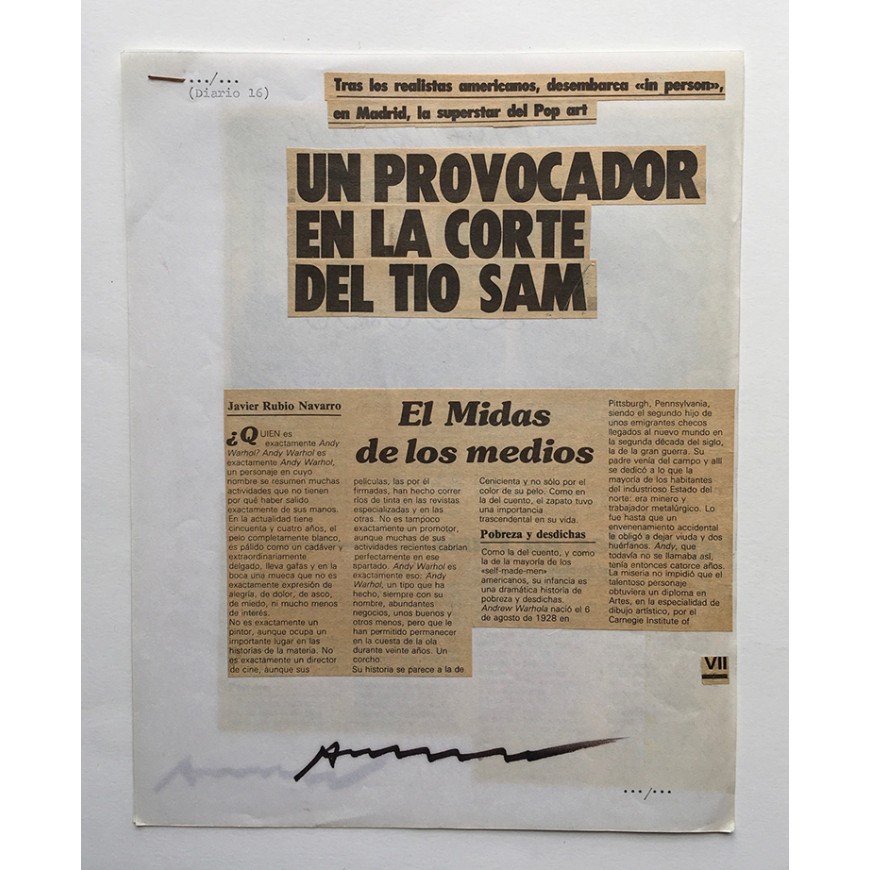 .../...
(Diario 16)
Tras los realistas americanos, desembarca «in person»,
en Madrid, la superstar del Pop art
UN PROVOCADOR
EN LA CORTE
DEL TIO SAM
Javier Rubio Navarro
El Midas
de los medios
¿QUIEN es
exactamente Andy
Warhol? Andy Warhol es
exactamente Andy Warhol,
un personaje en cuyo
nombre se resumen muchas
actividades que no tienen
por qué haber salido
exactamente de sus manos.
En la actualidad tiene
cincuenta y cuatro años, el
pelo completamente blanco,
es pálido como un cadáver y
extraordinariamente
delgado, lleva gafas y en la
boca una mueca que no es
exactamente expresión de
alegría, de dolor, de asco,
de miedo, ni mucho menos
de interés.
No es exactamente un
pintor, aunque ocupa un
importante lugar en las
historias de la materia. No
es exactamente un director
de cine, aunque sus
películas, las por él
firmadas, han hecho correr
ríos de tinta en las revistas
especializadas y en las
otras. No es tampoco
exactamente un promotor,
aunque muchas de sus
actividades recientes cabrían
perfectamente en ese
apartado. Andy Warhol es
exactamente eso: Andy
Warhol, un tipo que ha
hecho, siempre con su
nombre, abundantes
negocios, unos buenos y
otros menos, pero que le
han permitido permanecer
en la cuesta de la ola
durante veinte años. Un
corcho.
Su historia se parece a la de
Cenicienta y no sólo por el
color de su pelo. Como en
la del cuento, el zapato tuvo
una importancia
trascendental en su vida.
Pobreza y desdichas
Como la del cuento, y como
la de la mayoría de los
«self-made-men»
americanos, su infancia es
una dramática historia de
pobreza y desdichas.
Andrew Warhola nació el 6
de agosto de 1928 en
Pittsburgh, Pennsylvania,
siendo el segundo hijo de
unos emigrantes checos
llegados al nuevo mundo en
la segunda década del siglo,
la de la gran guerra. Su
padre venía del campo y allí
se dedicó a lo que la
mayoría de los habitantes
del industrioso Estado del
norte: era minero y
trabajador metalúrgico. Lo
fue hasta que un
envenenamiento accidental
le obligó a dejar viuda y dos
huérfanos. Andy, que
todavía no se llamaba así,
tenía entonces catorce años.
La miseria no impidió que el
talentoso personaje
obtuviera un diploma en
Artes, en la especialidad de
dibujo artístico, por el
Carnegie Institute of
VII
.../...